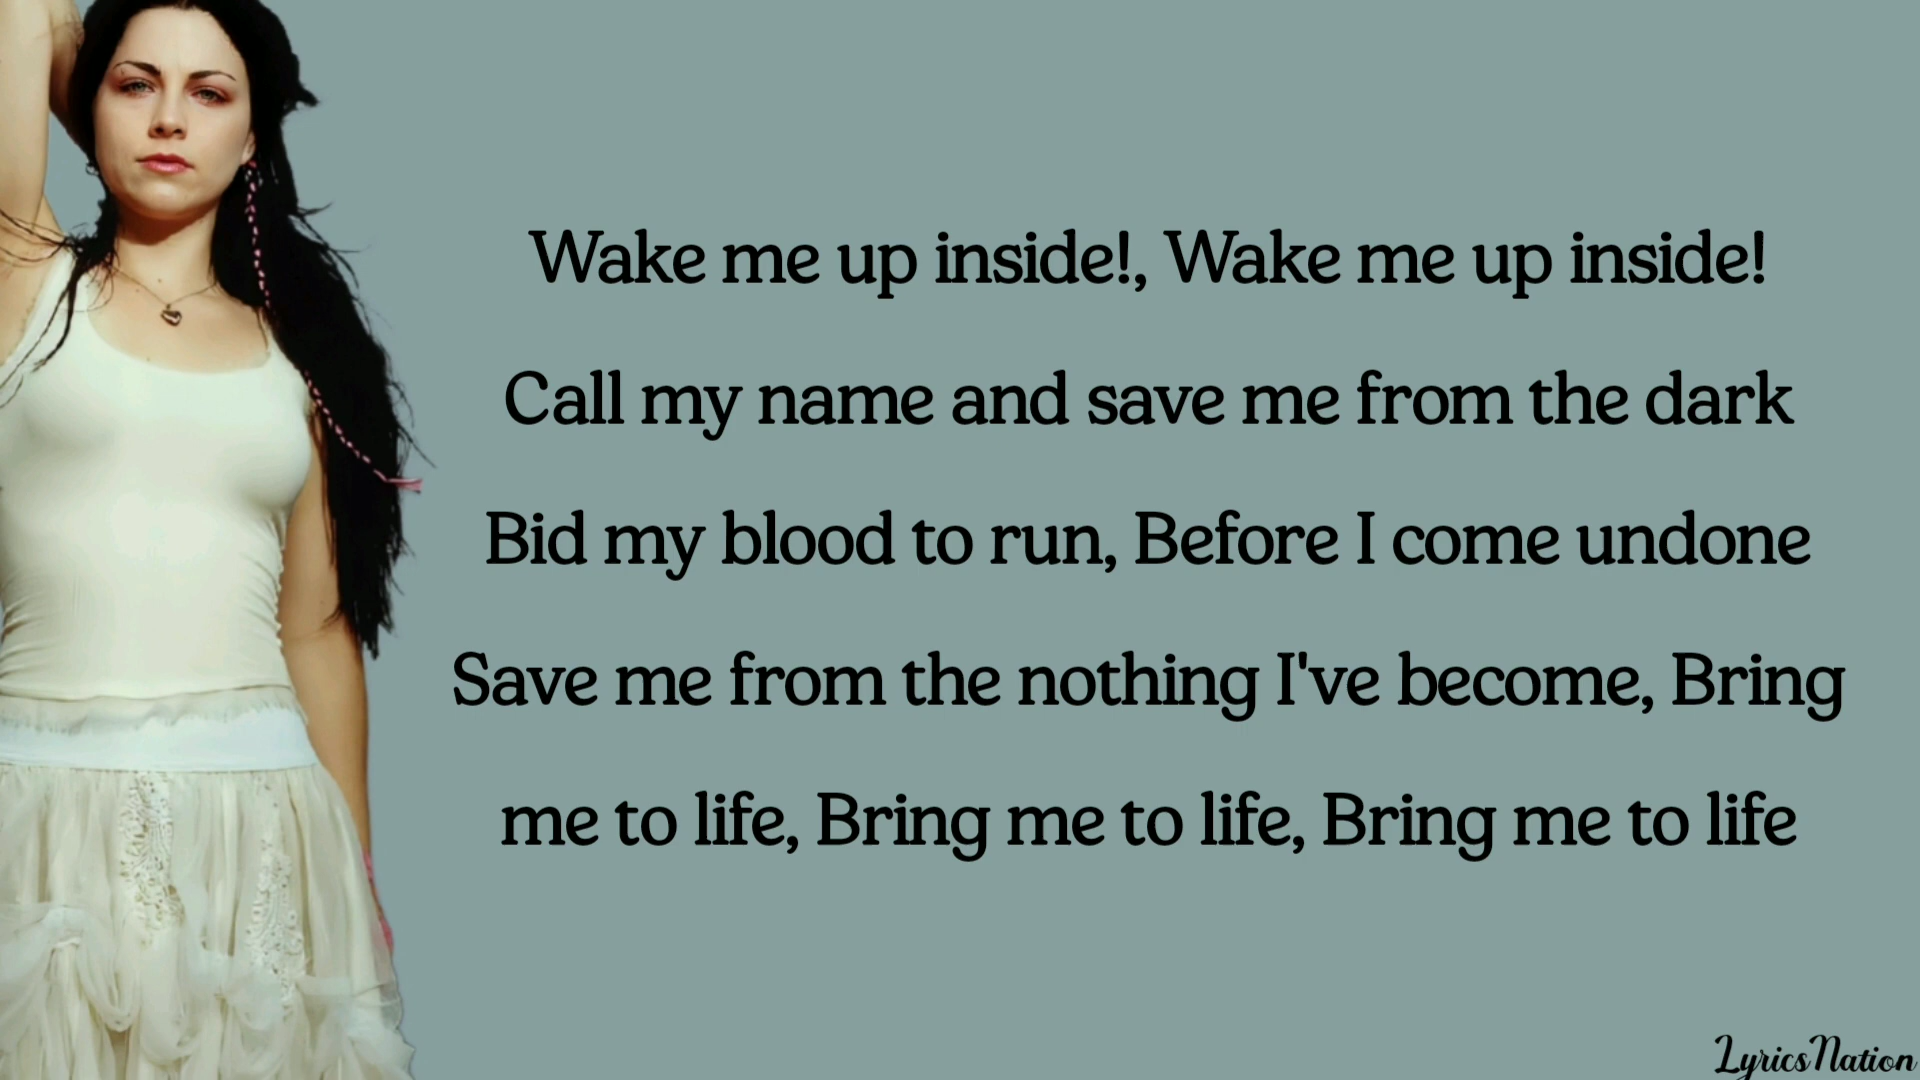 Wake me up inside!, Wake me up inside!
Call my name and save me from the dark
Bid my blood to run, Before I come undone
Save me from the nothing I've become, Bring
me to life, Bring me to life, Bring me to life
LyricsNation